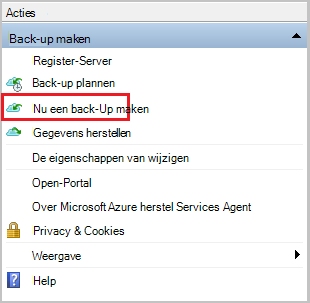 Acties
Back-up maken
Register-Server
Back-up plannen
Nu een back-Up maken
Gegevens herstellen
De eigenschappen van wijzigen
Open-Portal
Over Microsoft Azure herstel Services Agent
Privacy & Cookies
Weergave
Help